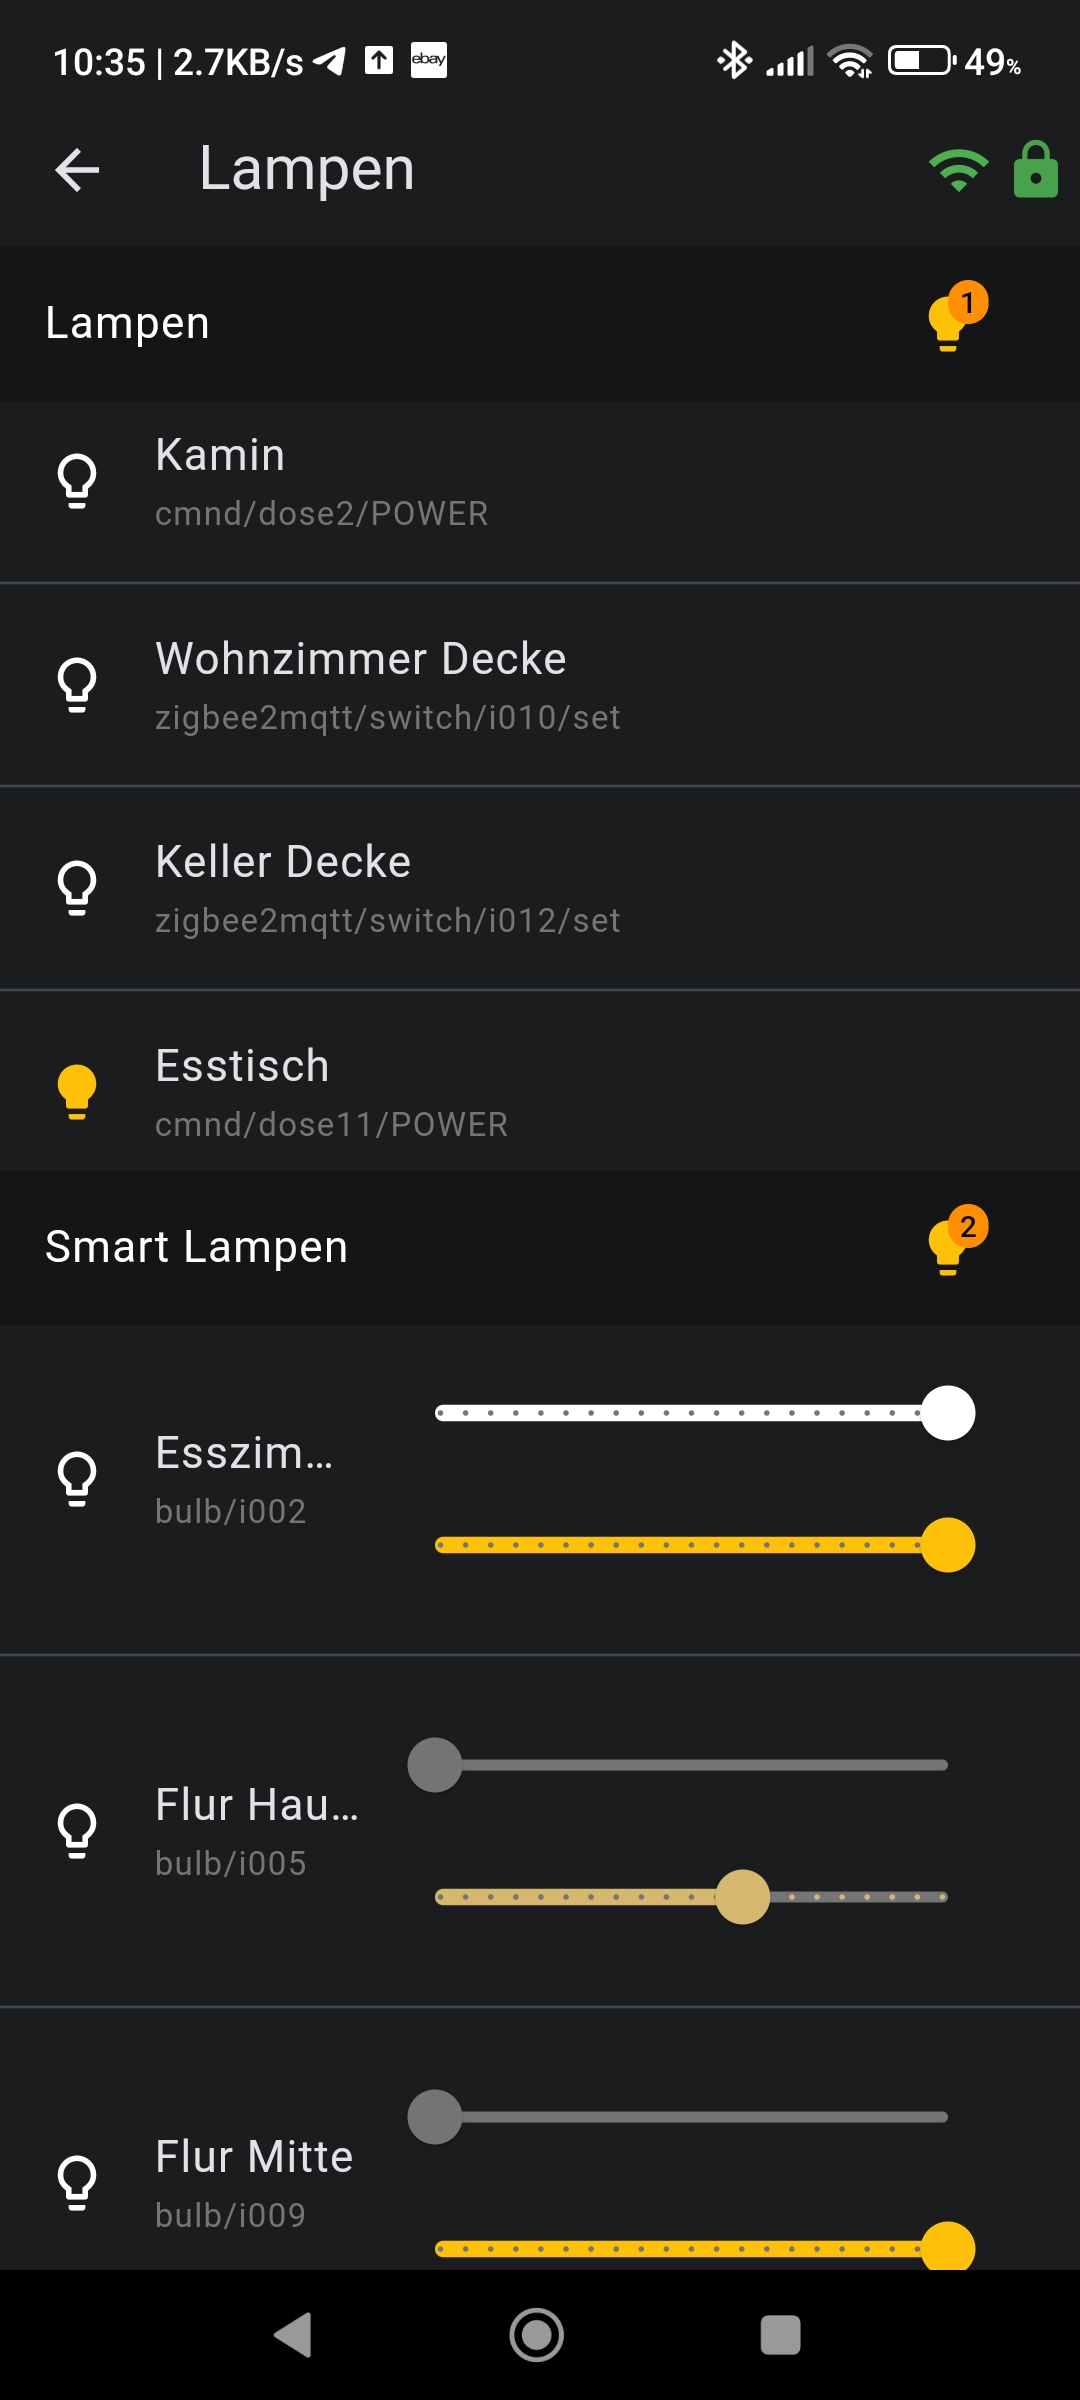 10:35 | 2.7KB/s ebay 49%
Lampen
Lampen 1
Kamin
cmnd/dose2/POWER
Wohnzimmer Decke
zigbee2mqtt/switch/i010/set
Keller Decke
zigbee2mqtt/switch/i012/set
Esstisch
cmnd/dose11/POWER
Smart Lampen 2
Esszim...
bulb/i002
Flur Hau...
bulb/i005
Flur Mitte
bulb/i009